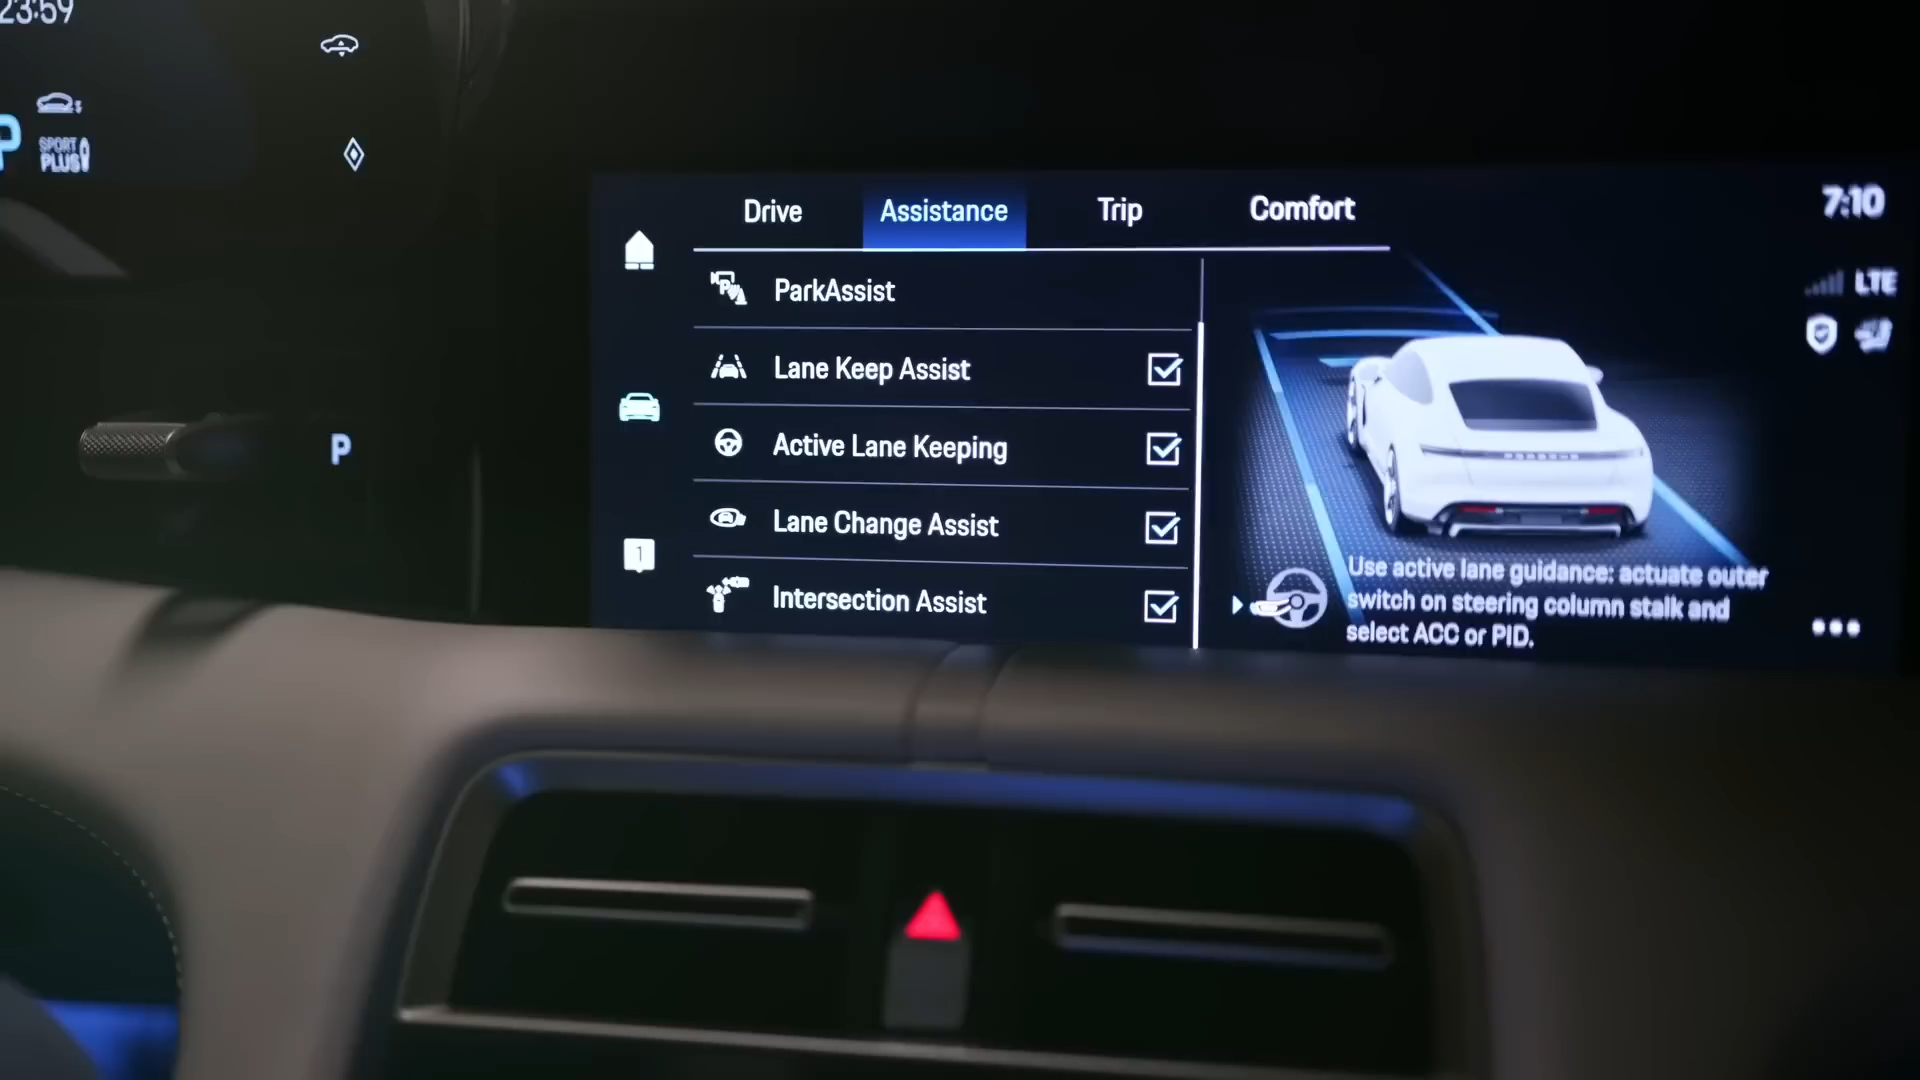 23:59
P
SPORT
PLUS
P
Drive
Assistance
Trip
Comfort
ParkAssist
Lane Keep Assist
Active Lane Keeping
Lane Change Assist
Intersection Assist
1
7:10
LTE
PORSCHE
Use active lane guidance: actuate outer
switch on steering column stalk and
select ACC or PID.